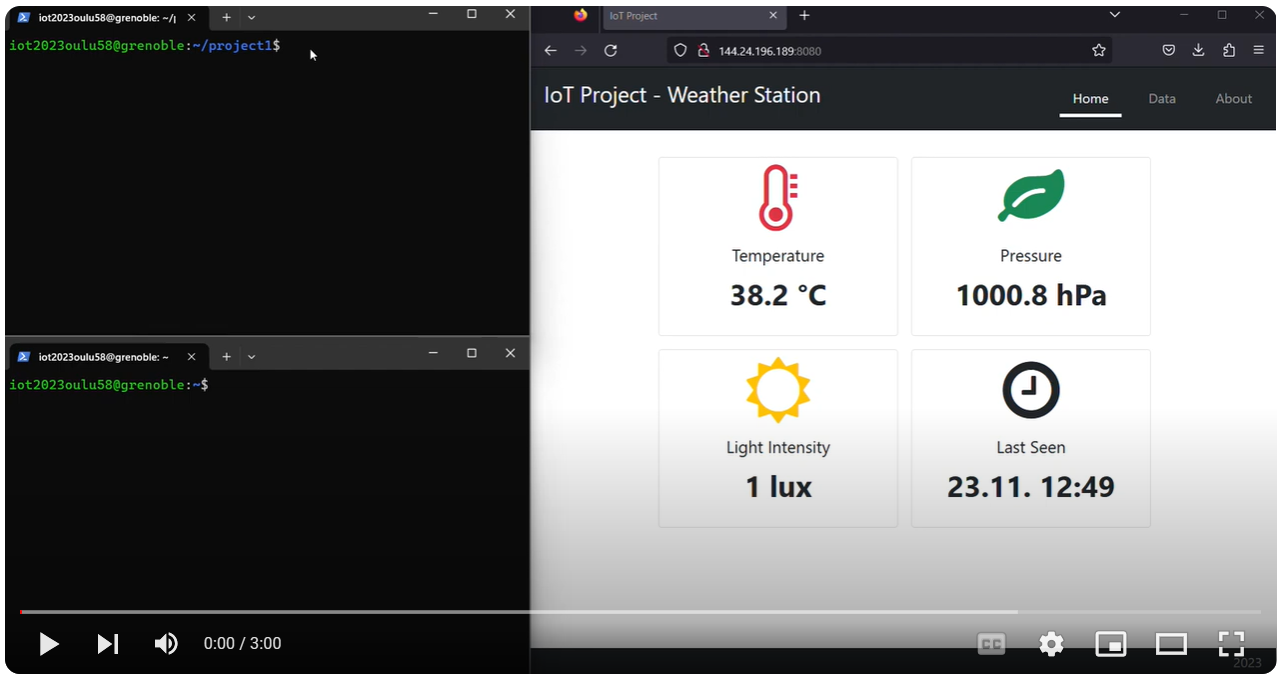 iot2023oulu58@grenoble: ~/p
iot2023oulu58@grenoble:~/project1$
iot2023oulu58@grenoble: ~
iot2023oulu58@grenoble:~$
IoT Project
144.24.196.189:8080
IoT Project - Weather Station
Home
Data
About
Temperature
38.2 °C
Pressure
1000.8 hPa
Light Intensity
1 lux
Last Seen
23.11. 12:49
0:00 / 3:00
CC
2023